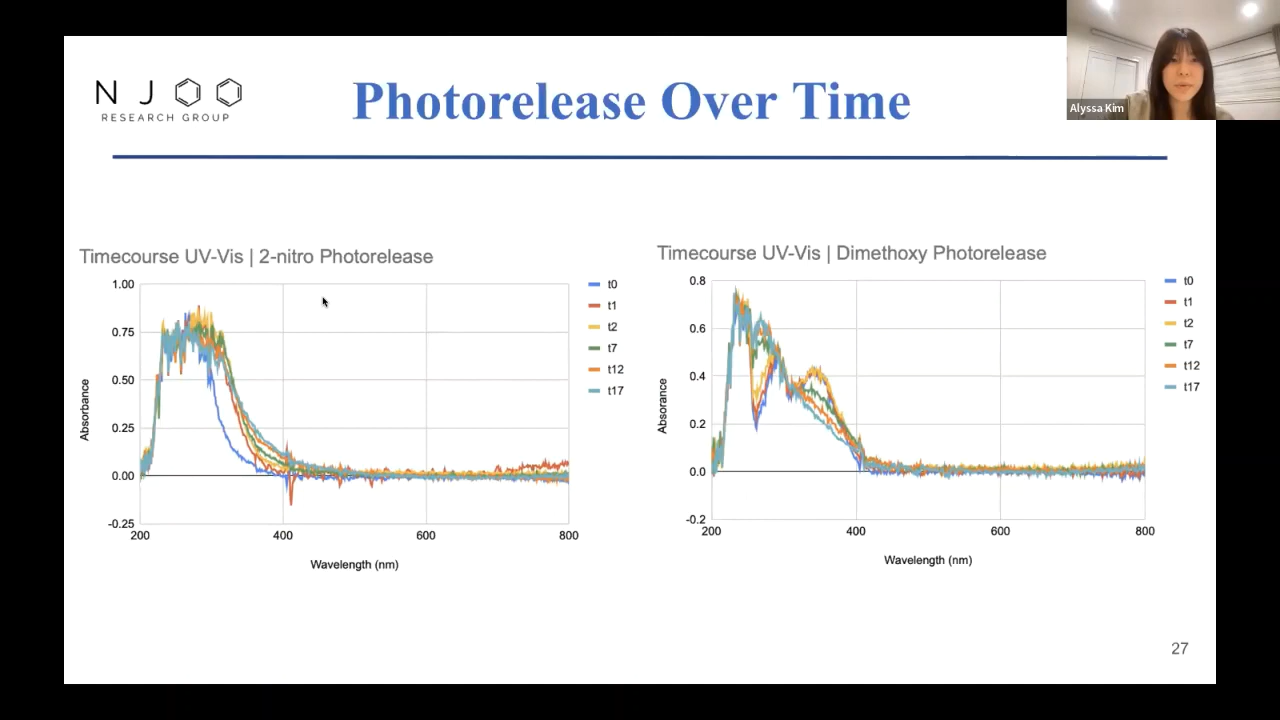 N J
RESEARCH GROUP
Photorelease Over Time
Alyssa Kim
Timecourse UV-Vis | 2-nitro Photorelease
Absorbance
1.00
0.75
0.50
0.25
0.00
-0.25
200
400
600
800
Wavelength (nm)
t0
t1
t2
t7
t12
t17
Timecourse UV-Vis | Dimethoxy Photorelease
Absorance
0.8
0.6
0.4
0.2
0.0
-0.2
200
400
600
800
Wavelength (nm)
t0
t1
t2
t7
t12
t17
27